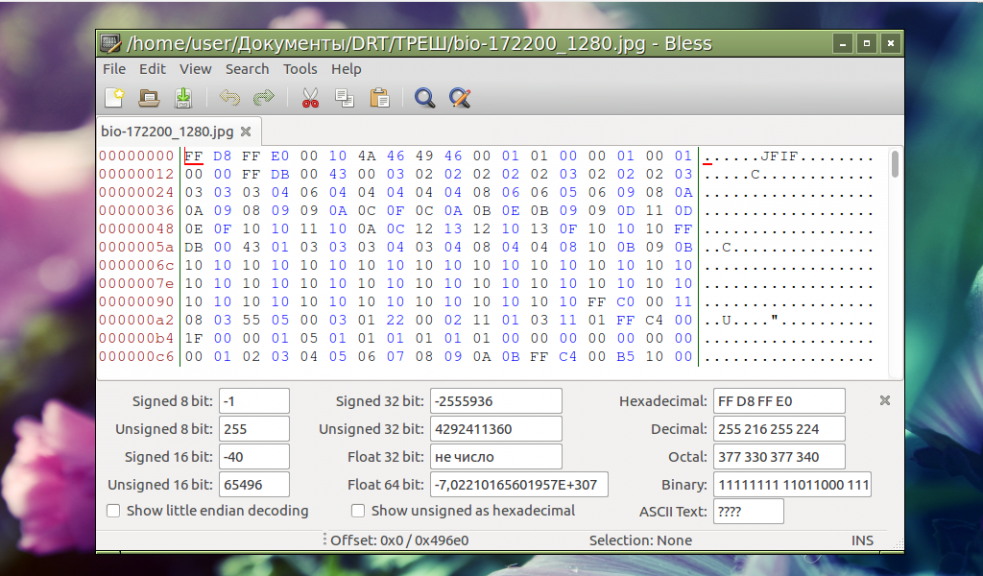 /home/user/Документы/DRT/ТРЕШ/bio-172200_1280.jpg - Bless
File Edit View Search Tools Help
bio-172200_1280.jpg
00000000 FF D8 FF E0 00 10 4A 46 49 46 00 01 01 00 00 01 00 01 ......JFIF........
00000012 00 00 FF DB 00 43 00 03 02 02 02 02 02 03 02 02 02 03 .....C............
00000024 03 03 03 04 06 04 04 04 04 04 08 06 06 05 06 09 08 0A ..................
00000036 0A 09 08 09 09 0A 0C 0F 0C 0A 0B 0E 0B 09 09 0D 11 0D ..................
00000048 0E 0F 10 10 11 10 0A 0C 12 13 12 10 13 0F 10 10 10 FF ..................
0000005a DB 00 43 01 03 03 03 04 03 04 08 04 04 08 10 0B 09 0B ..C...............
0000006c 10 10 10 10 10 10 10 10 10 10 10 10 10 10 10 10 10 10 ..................
0000007e 10 10 10 10 10 10 10 10 10 10 10 10 10 10 10 10 10 10 ..................
00000090 10 10 10 10 10 10 10 10 10 10 10 10 10 10 FF C0 00 11 ..................
000000a2 08 03 55 05 00 03 01 22 00 02 11 01 03 11 01 FF C4 00 ..U...."..........
000000b4 1F 00 00 01 05 01 01 01 01 01 01 00 00 00 00 00 00 00 ..................
000000c6 00 01 02 03 04 05 06 07 08 09 0A 0B FF C4 00 B5 10 00 ..................
Signed 8 bit: -1 Signed 32 bit: -2555936 Hexadecimal: FF D8 FF E0
Unsigned 8 bit: 255 Unsigned 32 bit: 4292411360 Decimal: 255 216 255 224
Signed 16 bit: -40 Float 32 bit: не число Octal: 377 330 377 340
Unsigned 16 bit: 65496 Float 64 bit: -7,02210165601957E+307 Binary: 11111111 11011000 111
Show little endian decoding Show unsigned as hexadecimal ASCII Text: ????
Offset: 0x0 / 0x496e0 Selection: None INS